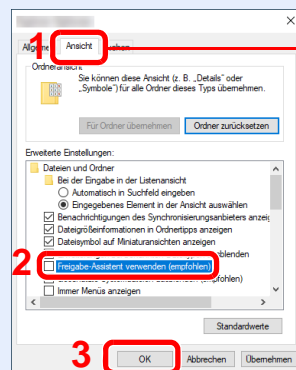 1
Allgemein Ansicht Suchen
Ordneransicht
Sie können diese Ansicht (z. B. „Details" oder
„Symbole") für alle Ordner dieses Typs übernehmen.
Für Ordner übernehmen Ordner zurücksetzen
Erweiterte Einstellungen:
Dateien und Ordner
Bei der Eingabe in der Listenansicht
Automatisch in Suchfeld eingeben
Eingegebenes Element in der Ansicht auswählen
Benachrichtigungen des Synchronisierungsanbieters anzeig
Dateigrößeinformationen in Ordnertipps anzeigen
Dateisymbol auf Miniaturansichten anzeigen
2
Freigabe-Assistent verwenden (empfohlen)
Immer Menüs anzeigen
Standardwerte
3
OK Abbrechen Übernehmen